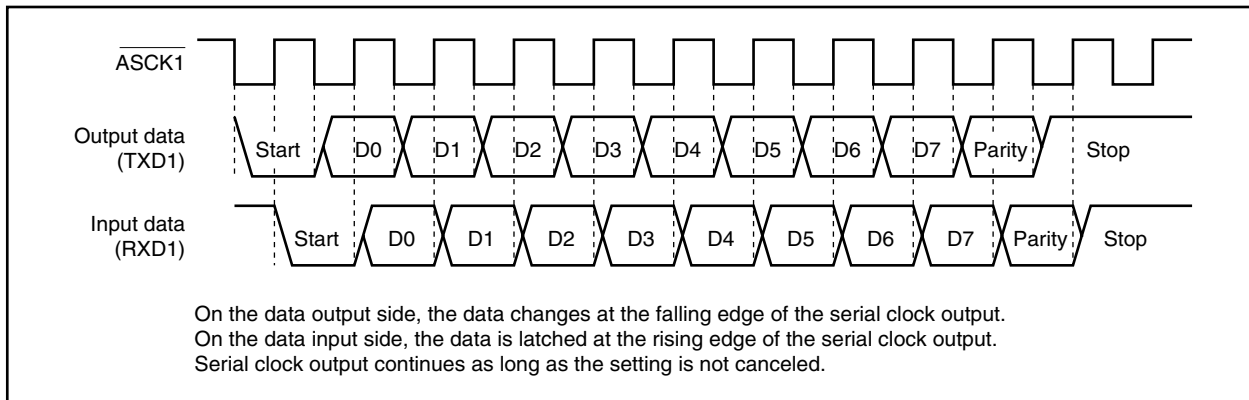 ASCK1
Output data
(TXD1)
Start D0 D1 D2 D3 D4 D5 D6 D7 Parity Stop
Input data
(RXD1)
Start D0 D1 D2 D3 D4 D5 D6 D7 Parity Stop
On the data output side, the data changes at the falling edge of the serial clock output.
On the data input side, the data is latched at the rising edge of the serial clock output.
Serial clock output continues as long as the setting is not canceled.